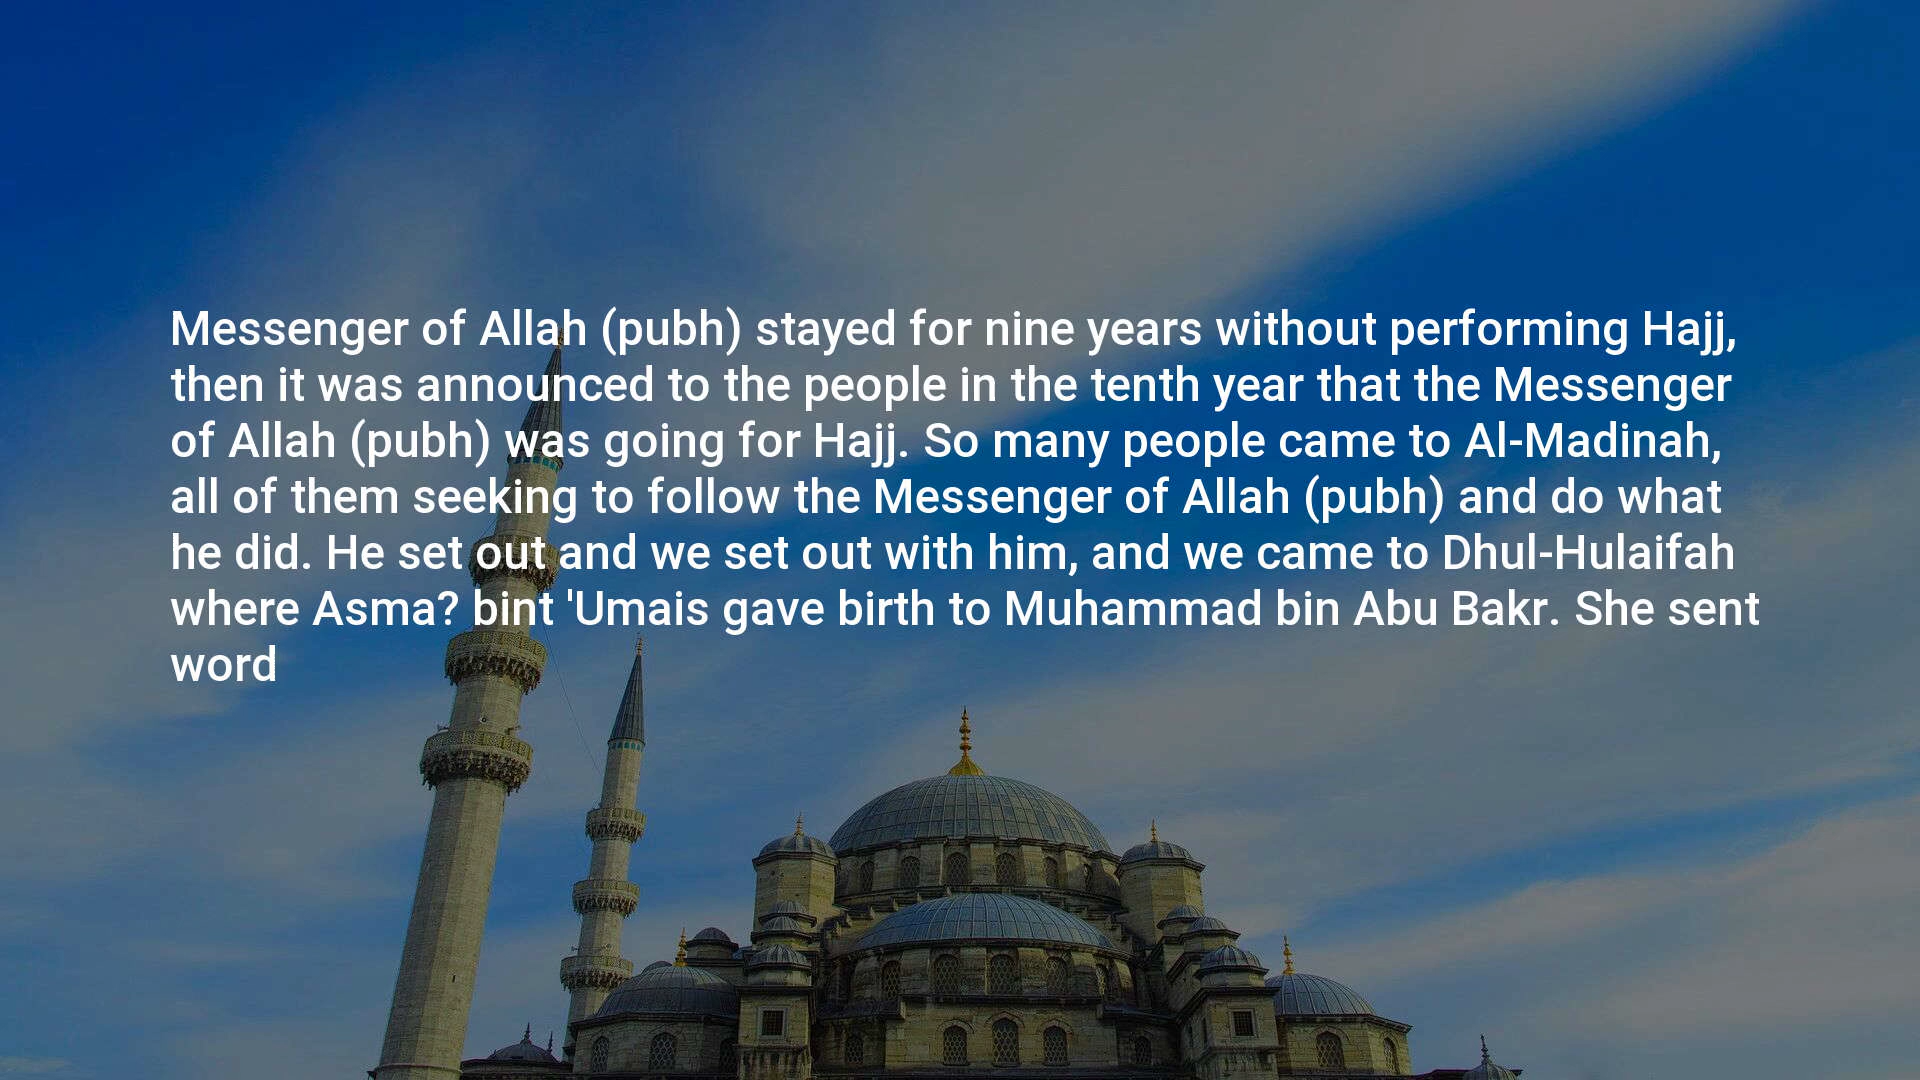 Messenger of Allah (pubh) stayed for nine years without performing Hajj,
then it was announced to the people in the tenth year that the Messenger
of Allah (pubh) was going for Hajj. So many people came to Al-Madinah,
all of them seeking to follow the Messenger of Allah (pubh) and do what
he did. He set out and we set out with him, and we came to Dhul-Hulaifah
where Asma? bint 'Umais gave birth to Muhammad bin Abu Bakr. She sent
word